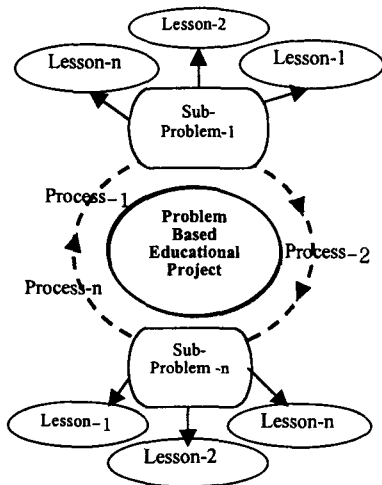 Lesson-2
Lesson-n
Lesson-1
Sub-
Problem-1
Process-1
Problem
Based
Educational
Project
Process-2
Process-n
Sub-
Problem -n
Lesson-1
Lesson-n
Lesson-2